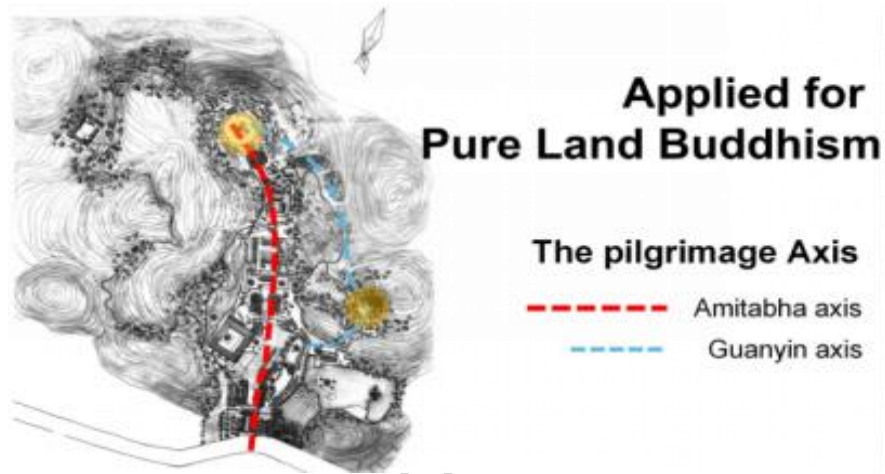 Applied for
Pure Land Buddhism
The pilgrimage Axis
Amitabha axis
Guanyin axis